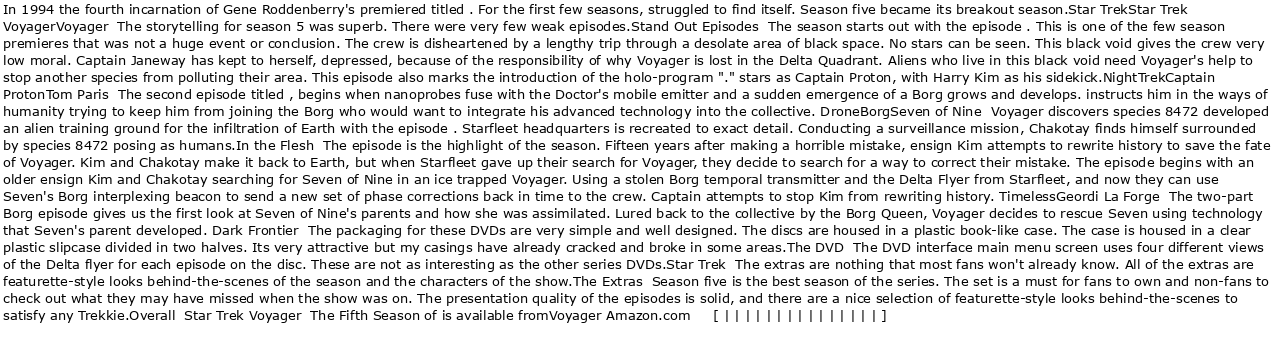 In 1994 the fourth incarnation of Gene Roddenberry's premiered titled . For the first few seasons, struggled to find itself. Season five became its breakout season.Star TrekStar Trek
VoyagerVoyager  The storytelling for season 5 was superb. There were very few weak episodes.Stand Out Episodes  The season starts out with the episode . This is one of the few season
premieres that was not a huge event or conclusion. The crew is disheartened by a lengthy trip through a desolate area of black space. No stars can be seen. This black void gives the crew very
low moral. Captain Janeway has kept to herself, depressed, because of the responsibility of why Voyager is lost in the Delta Quadrant. Aliens who live in this black void need Voyager's help to
stop another species from polluting their area. This episode also marks the introduction of the holo-program "." stars as Captain Proton, with Harry Kim as his sidekick.NightTrekCaptain
ProtonTom Paris  The second episode titled , begins when nanoprobes fuse with the Doctor's mobile emitter and a sudden emergence of a Borg grows and develops. instructs him in the ways of
humanity trying to keep him from joining the Borg who would want to integrate his advanced technology into the collective. DroneBorgSeven of Nine  Voyager discovers species 8472 developed
an alien training ground for the infiltration of Earth with the episode . Starfleet headquarters is recreated to exact detail. Conducting a surveillance mission, Chakotay finds himself surrounded
by species 8472 posing as humans.In the Flesh  The episode is the highlight of the season. Fifteen years after making a horrible mistake, ensign Kim attempts to rewrite history to save the fate
of Voyager. Kim and Chakotay make it back to Earth, but when Starfleet gave up their search for Voyager, they decide to search for a way to correct their mistake. The episode begins with an
older ensign Kim and Chakotay searching for Seven of Nine in an ice trapped Voyager. Using a stolen Borg temporal transmitter and the Delta Flyer from Starfleet, and now they can use
Seven's Borg interplexing beacon to send a new set of phase corrections back in time to the crew. Captain attempts to stop Kim from rewriting history. TimelessGeordi La Forge  The two-part
Borg episode gives us the first look at Seven of Nine's parents and how she was assimilated. Lured back to the collective by the Borg Queen, Voyager decides to rescue Seven using technology
that Seven's parent developed. Dark Frontier  The packaging for these DVDs are very simple and well designed. The discs are housed in a plastic book-like case. The case is housed in a clear
plastic slipcase divided in two halves. Its very attractive but my casings have already cracked and broke in some areas.The DVD  The DVD interface main menu screen uses four different views
of the Delta flyer for each episode on the disc. These are not as interesting as the other series DVDs.Star Trek  The extras are nothing that most fans won't already know. All of the extras are
featurette-style looks behind-the-scenes of the season and the characters of the show.The Extras  Season five is the best season of the series. The set is a must for fans to own and non-fans to
check out what they may have missed when the show was on. The presentation quality of the episodes is solid, and there are a nice selection of featurette-style looks behind-the-scenes to
satisfy any Trekkie.Overall  Star Trek Voyager  The Fifth Season of is available fromVoyager Amazon.com     [ | | | | | | | | | | | | | | | ]